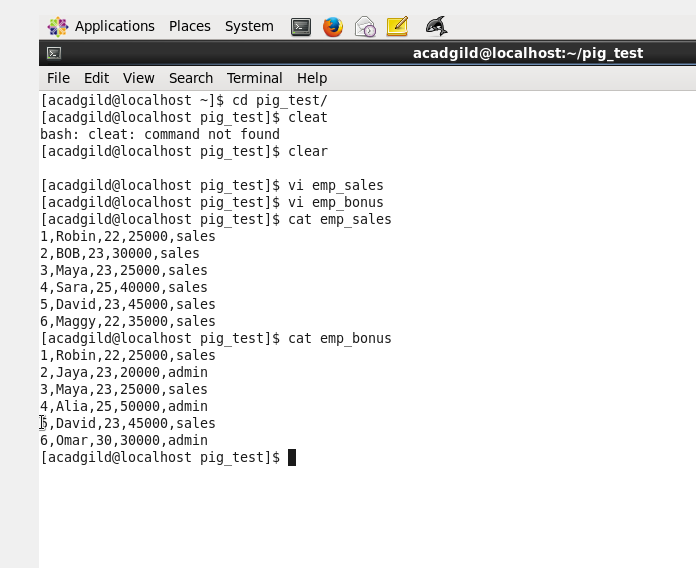 Applications Places System
acadgild@localhost:~/pig_test
File Edit View Search Terminal Help
[acadgild@localhost ~]$ cd pig_test/
[acadgild@localhost pig_test]$ cleat
bash: cleat: command not found
[acadgild@localhost pig_test]$ clear
[acadgild@localhost pig_test]$ vi emp_sales
[acadgild@localhost pig_test]$ vi emp_bonus
[acadgild@localhost pig_test]$ cat emp_sales
1,Robin,22,25000,sales
2,BOB,23,30000,sales
3,Maya,23,25000,sales
4,Sara,25,40000,sales
5,David,23,45000,sales
6,Maggy,22,35000,sales
[acadgild@localhost pig_test]$ cat emp_bonus
1,Robin,22,25000,sales
2,Jaya,23,20000,admin
3,Maya,23,25000,sales
4,Alia,25,50000,admin
5,David,23,45000,sales
6,Omar,30,30000,admin
[acadgild@localhost pig_test]$